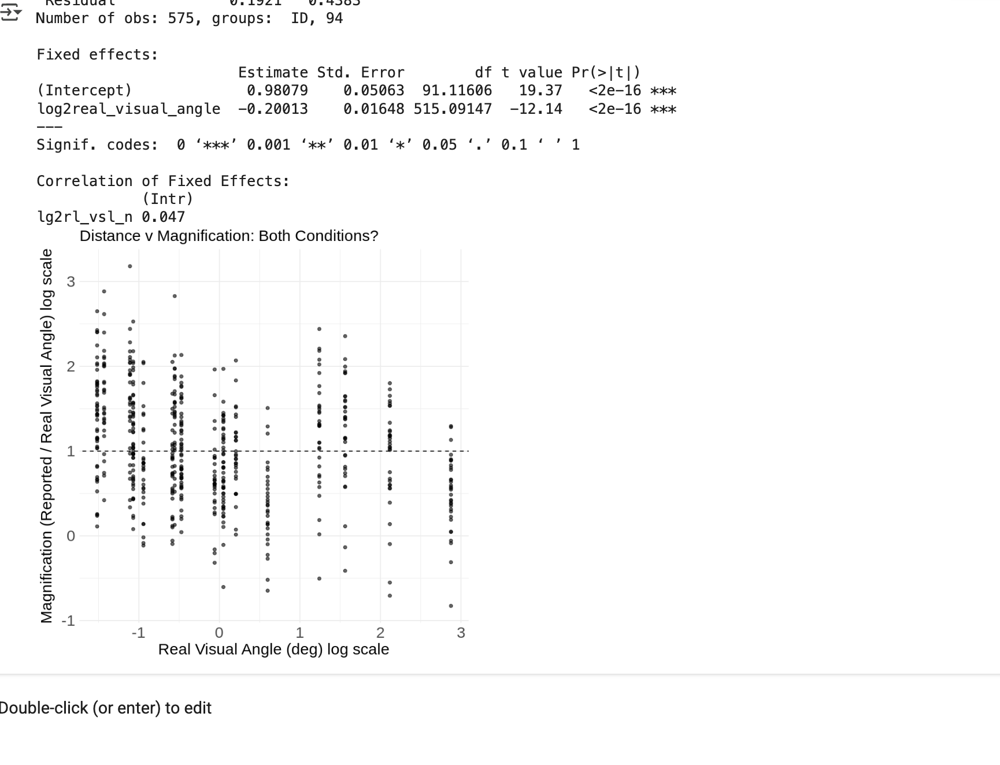 Residual 0.1921 0.4383
Number of obs: 575, groups:  ID, 94
Fixed effects:
Estimate Std. Error df t value Pr(>|t|)
(Intercept) 0.98079 0.05063 91.11606 19.37 <2e-16 ***
log2real_visual_angle -0.20013 0.01648 515.09147 -12.14 <2e-16 ***
---
Signif. codes:  0 ‘***’ 0.001 ‘**’ 0.01 ‘*’ 0.05 ‘.’ 0.1 ‘ ’ 1
Correlation of Fixed Effects:
(Intr)
lg2rl_vsl_n 0.047
Distance v Magnification: Both Conditions?
Magnification (Reported / Real Visual Angle) log scale
3
2
1
0
-1
-1 0 1 2 3
Real Visual Angle (deg) log scale
Double-click (or enter) to edit